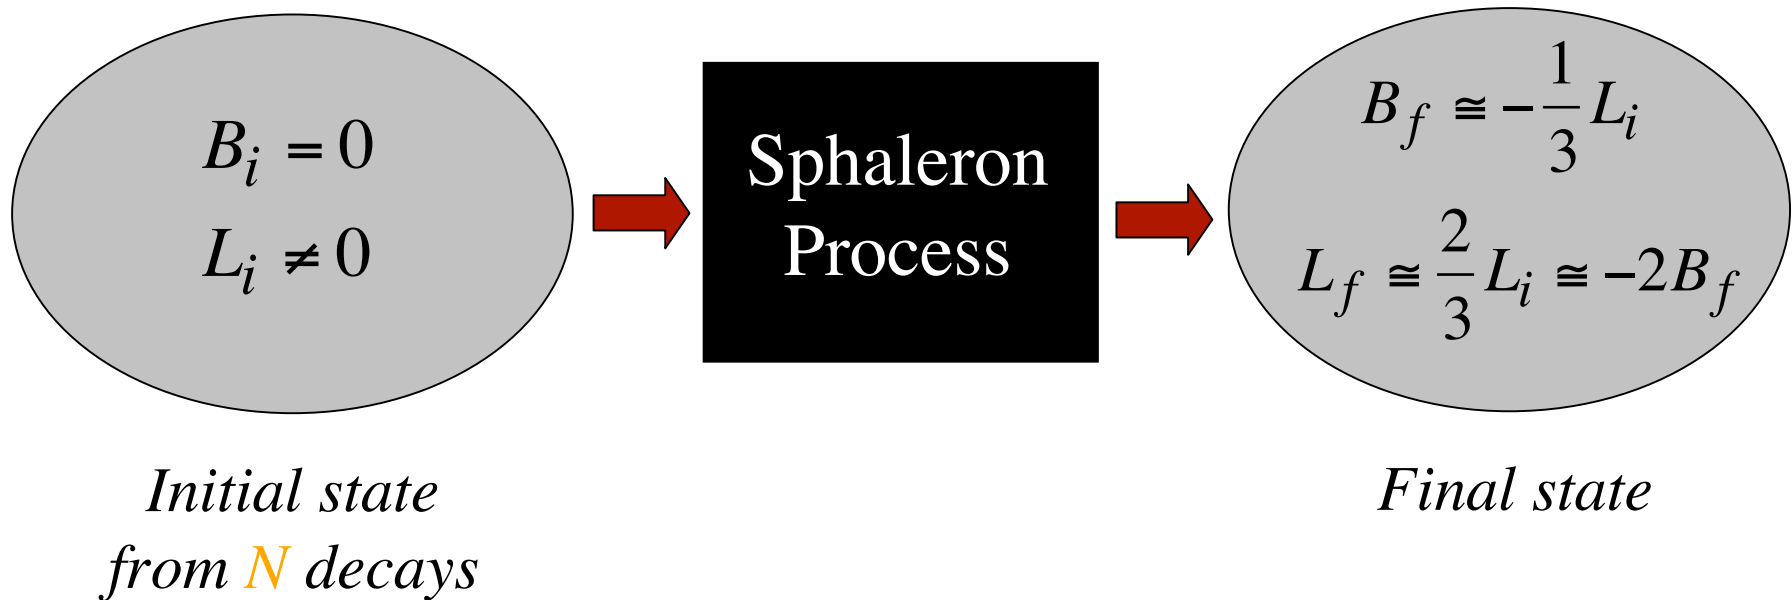 B_i = 0
L_i ≠ 0
Sphaleron
Process
B_f ≅ −1/3 L_i
L_f ≅ 2/3 L_i ≅ −2B_f
Initial state
from N decays
Final state